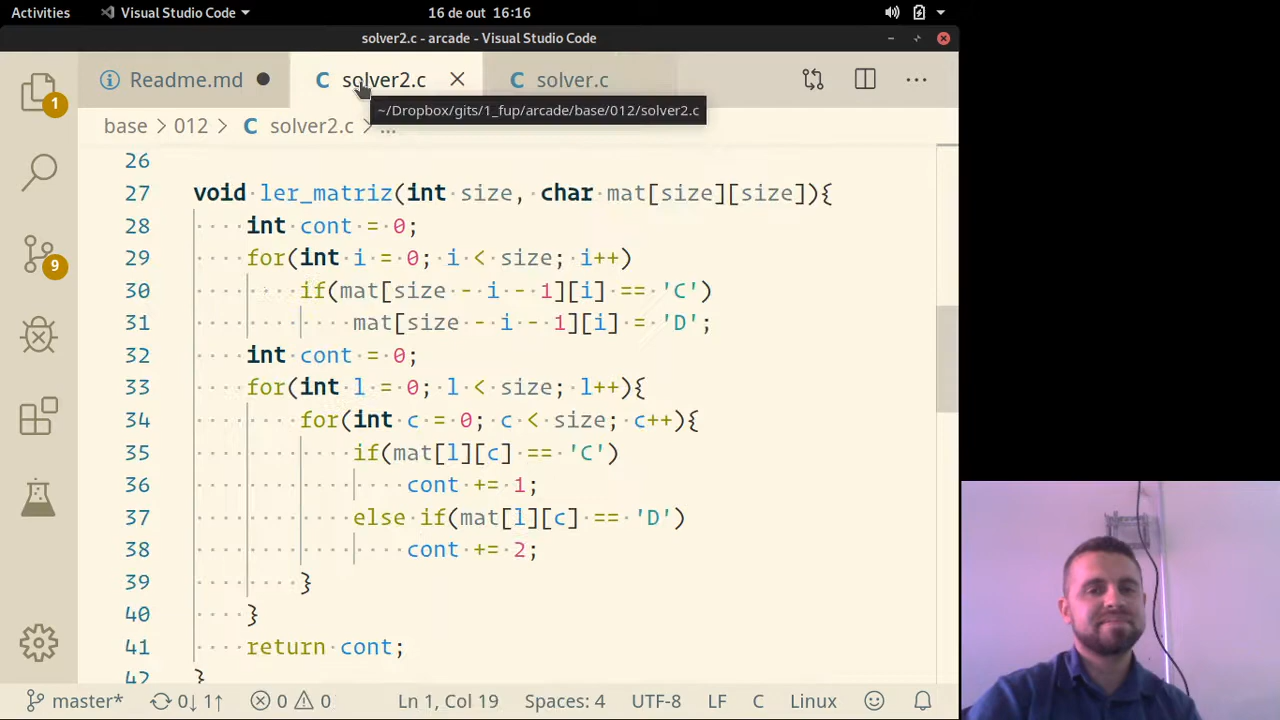 Activities Visual Studio Code 16 de out 16:16
solver2.c - arcade - Visual Studio Code
Readme.md solver2.c solver.c
~/Dropbox/gits/1_fup/arcade/base/012/solver2.c
base > 012 > C solver2.c > ...
26
27 void ler_matriz(int size, char mat[size][size]){
28 int cont = 0;
29 for(int i = 0; i < size; i++)
30 if(mat[size - i - 1][i] == 'C')
31 mat[size - i - 1][i] = 'D';
32 int cont = 0;
33 for(int l = 0; l < size; l++){
34 for(int c = 0; c < size; c++){
35 if(mat[l][c] == 'C')
36 cont += 1;
37 else if(mat[l][c] == 'D')
38 cont += 2;
39 }
40 }
41 return cont;
42 }
1
9
master* 0↓ 1↑ 0 0 Ln 1, Col 19 Spaces: 4 UTF-8 LF C Linux